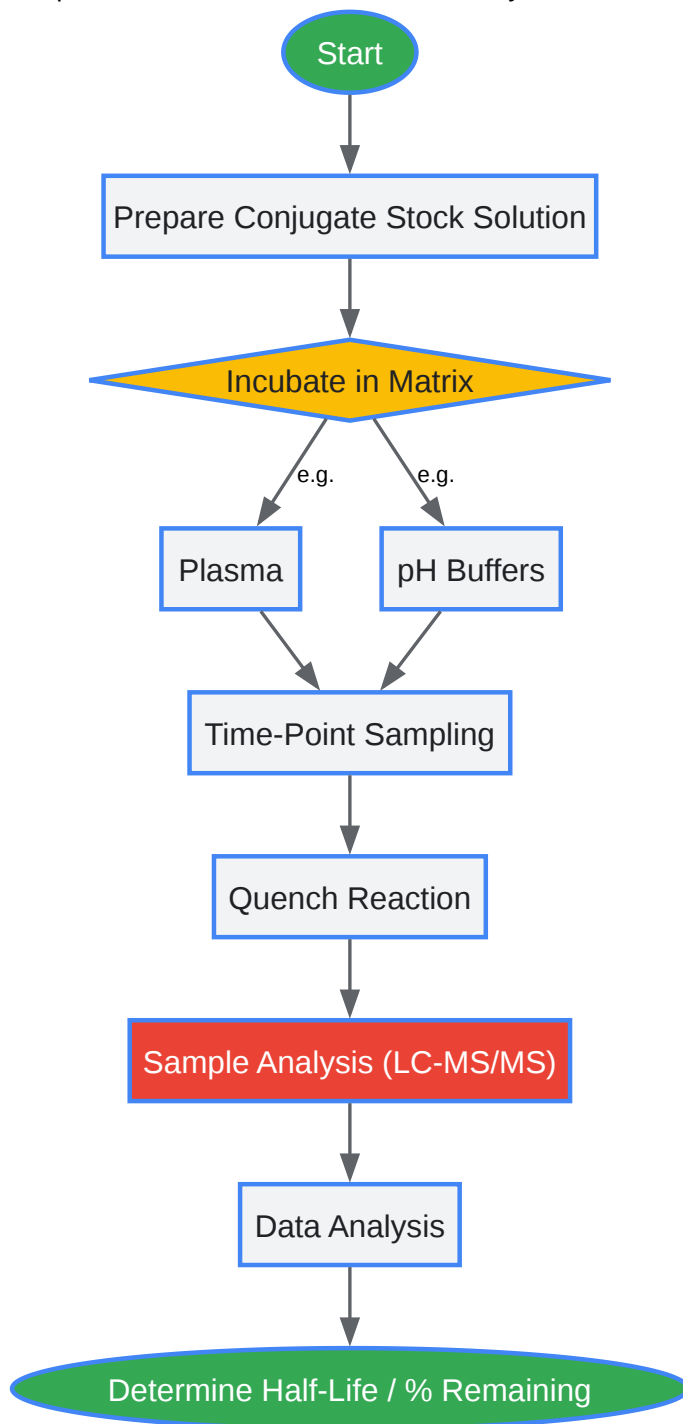 Start
Prepare Conjugate Stock Solution
Incubate in Matrix
e.g. e.g.
Plasma pH Buffers
Time-Point Sampling
Quench Reaction
Sample Analysis (LC-MS/MS)
Data Analysis
Determine Half-Life / % Remaining